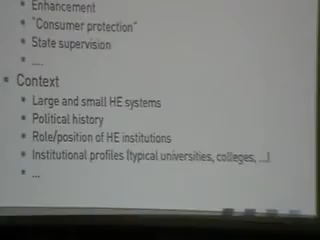 * Enhancement
* "Consumer protection"
* State supervision
* ....
* Context
* Large and small HE systems
* Political history
* Role/position of HE institutions
* Institutional profiles (typical universities, colleges, ...)
* ...